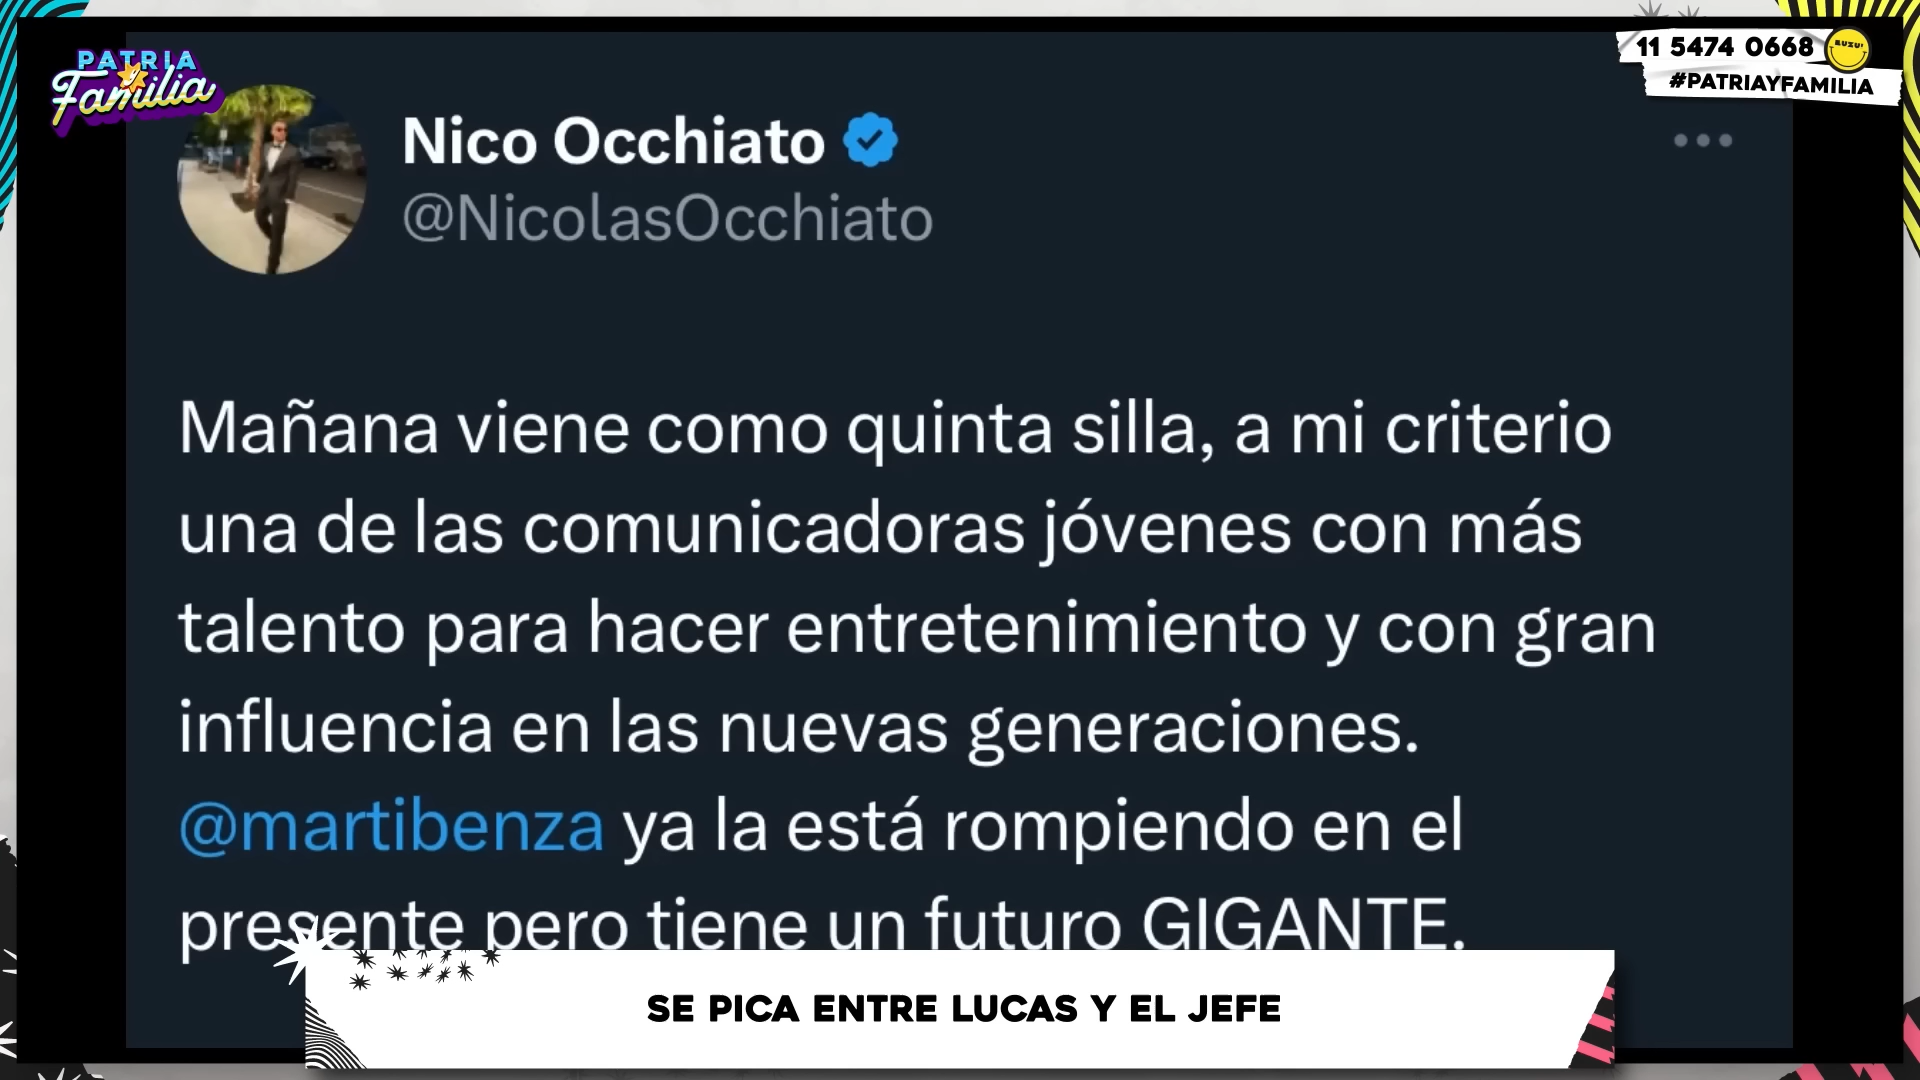 PATRIA
y
Familia
11 5474 0668
LUZU
#PATRIAYFAMILIA
Nico Occhiato
@NicolasOcchiato
Mañana viene como quinta silla, a mi criterio
una de las comunicadoras jóvenes con más
talento para hacer entretenimiento y con gran
influencia en las nuevas generaciones.
@martibenza ya la está rompiendo en el
presente pero tiene un futuro GIGANTE.
SE PICA ENTRE LUCAS Y EL JEFE